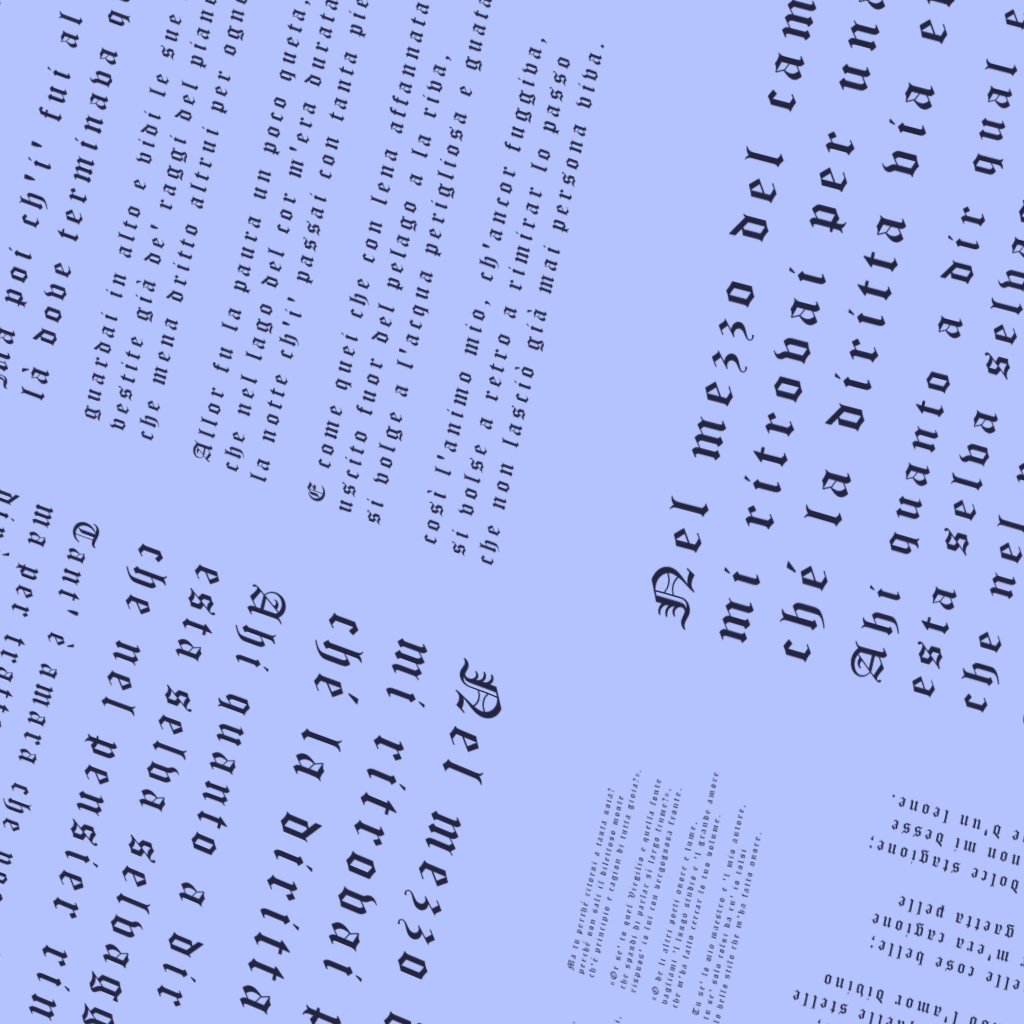 Nel mezzo del cam
mi ritrovai per una
ché la diritta via e
Ahi quanto a dir qual e
esta selva selvag
che nel
poi ch'i' fui al
là dove terminava
guardai in alto e vidi le sue
vestite già de' raggi del piane
che mena dritto altrui per ogne
Allor fu la paura un poco queta,
che nel lago del cor m'era durata
la notte ch'i' passai con tanta pie
E come quei che con lena affannata
uscito fuor del pelago a la riva,
si volge a l'acqua perigliosa e guata
così l'animo mio, ch'ancor fuggiva,
si volse a retro a rimirar lo passo
che non lasciò già mai persona viva.
Nel mezzo
mi ritrovai
ché la diritta
Ahi quanto a dir
esta selva selvagg
che nel pensier rin
Tant' è amara che
ma per trattar
Ma tu perché ritorni a tanta noia?
perché non sali il dilettoso monte
ch'è principio e cagion di tutta gioia?».
«Or se' tu quel Virgilio e quella fonte
che spandi di parlar sì largo fiume?»,
rispuos' io lui con vergognosa fronte.
«O de li altri poeti onore e lume,
vagliami 'l lungo studio e 'l grande amore
che m'ha fatto cercar lo tuo volume.
Tu se' lo mio maestro e 'l mio autore,
tu se' solo colui da cu' io tolsi
lo bello stilo che m'ha fatto onore.
quelle stelle
l'amor divino
quelle cose belle;
m'era cagione
gaetta pelle
dolce stagione;
non mi desse
d'un leone.